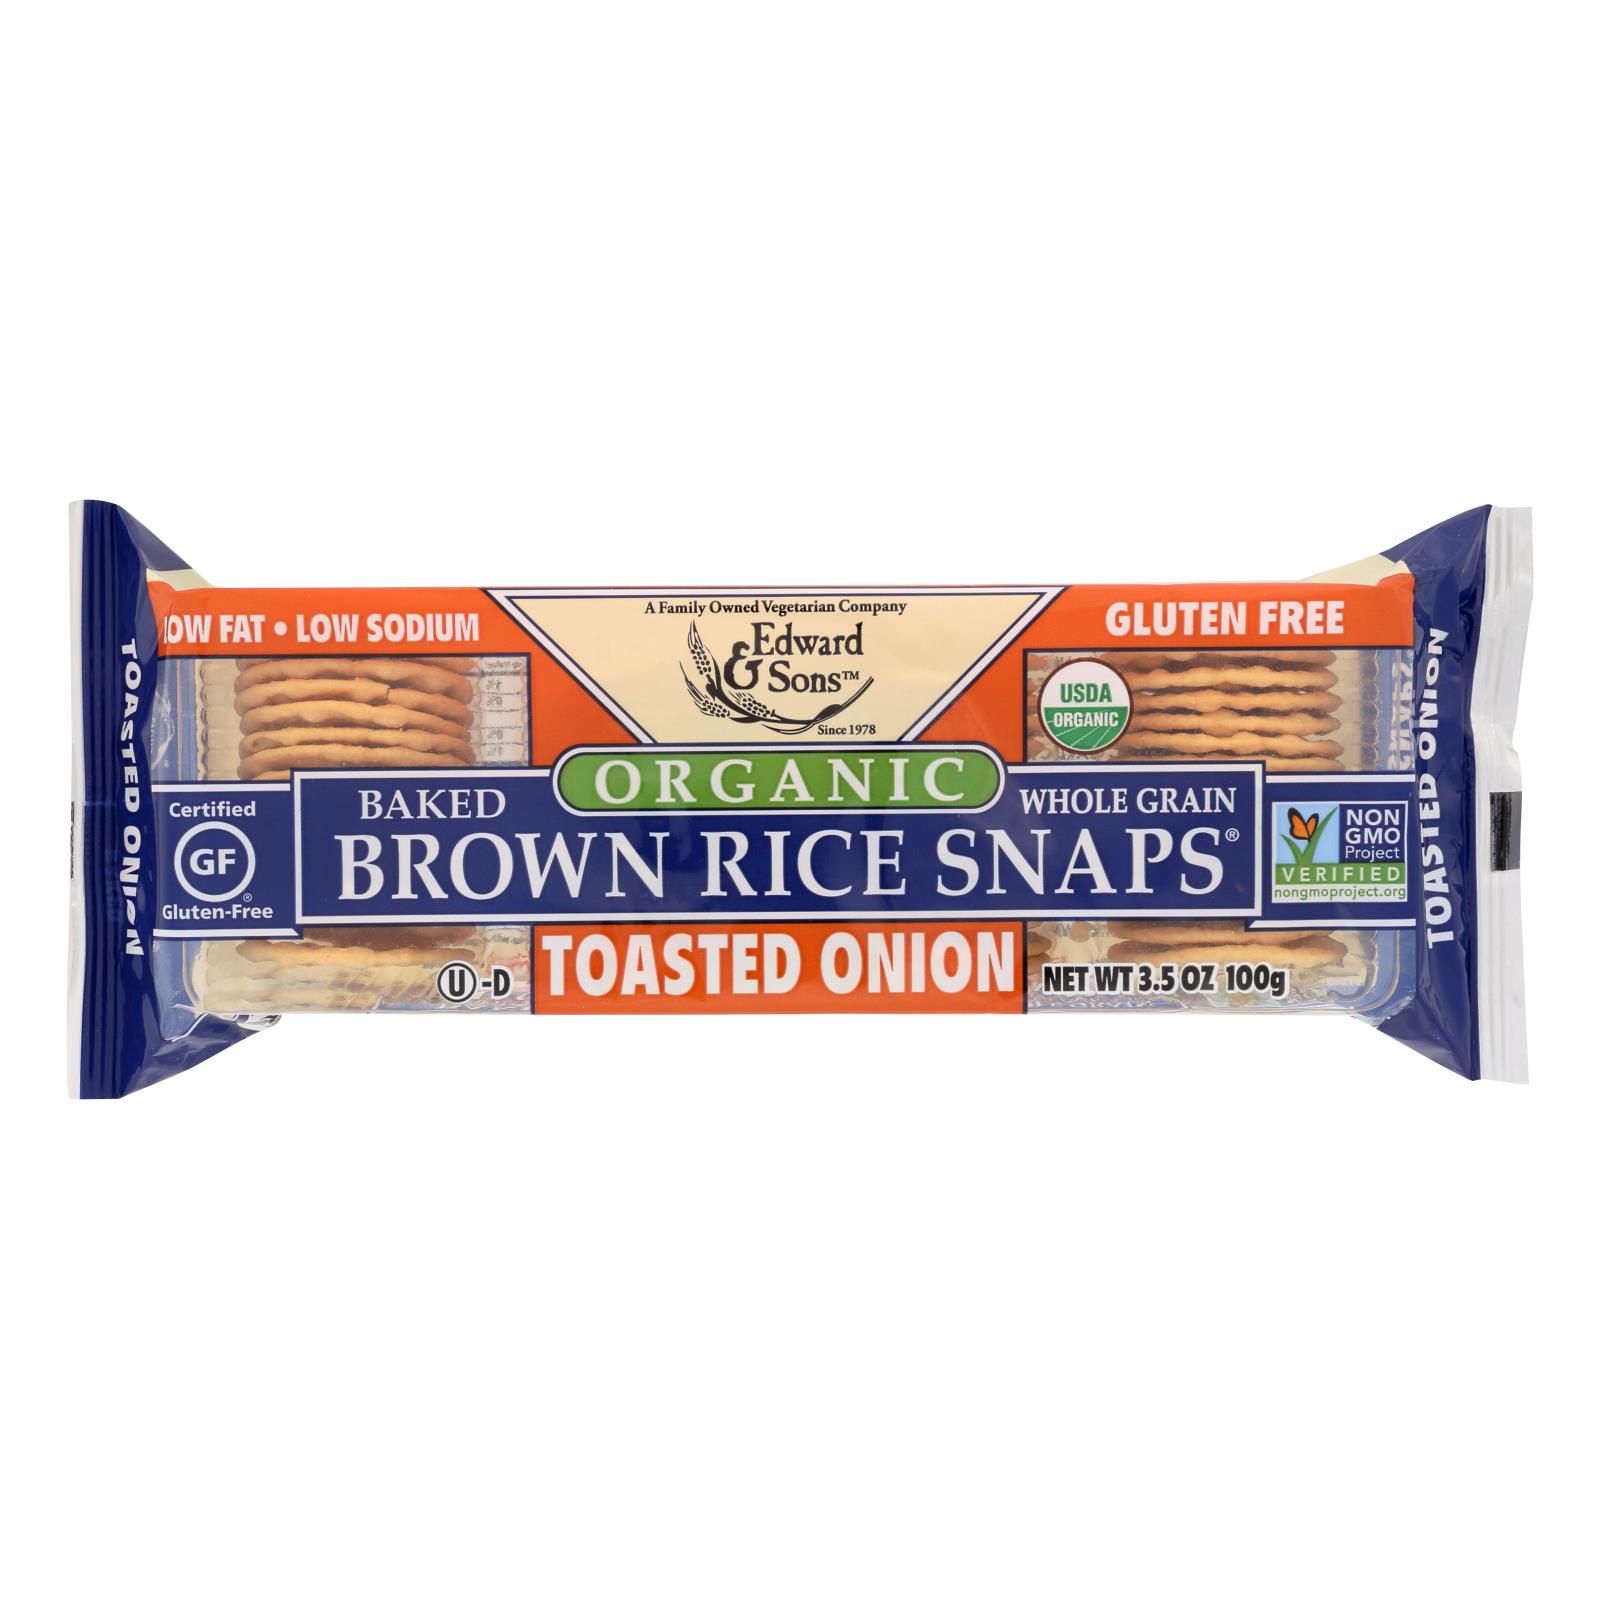 OW FAT • LOW SODIUM
A Family Owned Vegetarian Company
Edward
& Sons™
Since 1978
GLUTEN FREE
USDA
ORGANIC
ORGANIC
BAKED
WHOLE GRAIN
BROWN RICE SNAPS®
Certified
GF
®
Gluten-Free
NON
GMO
Project
VERIFIED
nongmoproject.org
U-D
TOASTED ONION
NET WT 3.5 OZ 100g
TOASTED ONION
TOASTED ONION